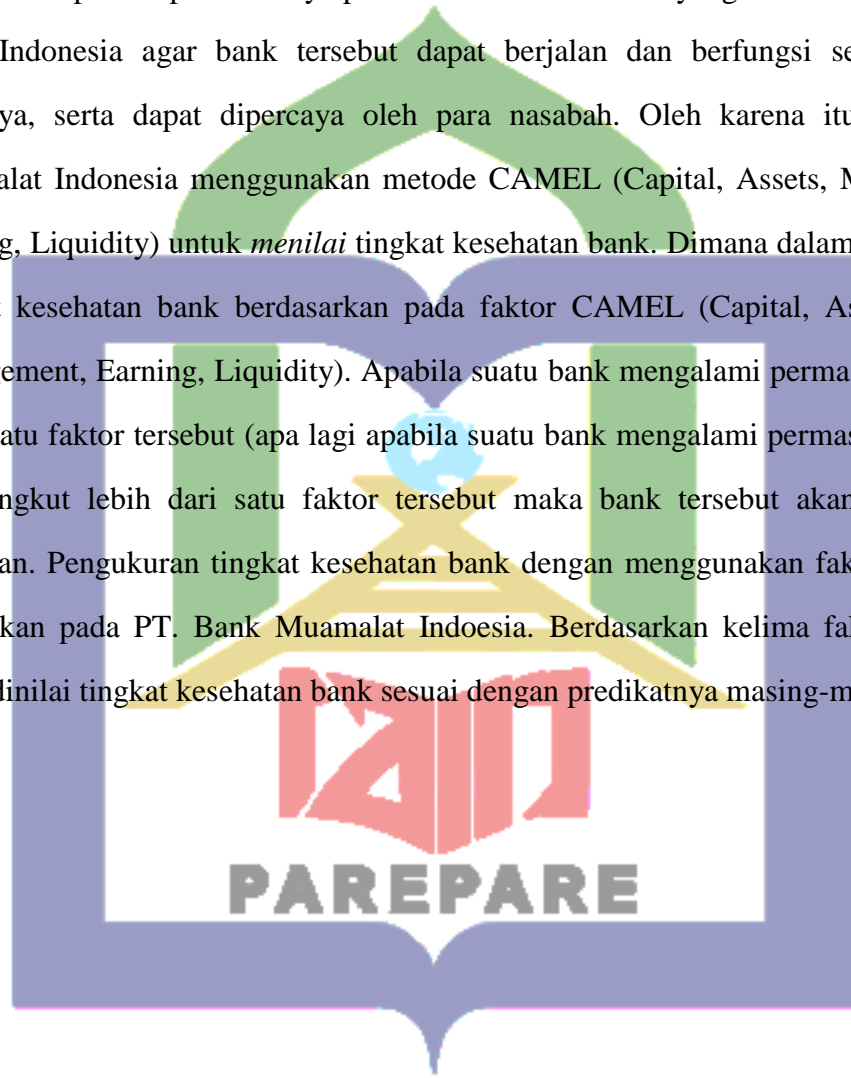 Indonesia agar bank tersebut dapat berjalan dan berfungsi se
ya, serta dapat dipercaya oleh para nasabah. Oleh karena itu
alat Indonesia menggunakan metode CAMEL (Capital, Assets, M
g, Liquidity) untuk menilai tingkat kesehatan bank. Dimana dalam
t kesehatan bank berdasarkan pada faktor CAMEL (Capital, As
gement, Earning, Liquidity). Apabila suatu bank mengalami perma
atu faktor tersebut (apa lagi apabila suatu bank mengalami permas
ngkut lebih dari satu faktor tersebut maka bank tersebut akan
an. Pengukuran tingkat kesehatan bank dengan menggunakan fak
kan pada PT. Bank Muamalat Indoesia. Berdasarkan kelima fal
dinilai tingkat kesehatan bank sesuai dengan predikatnya masing-m
PAREPARE